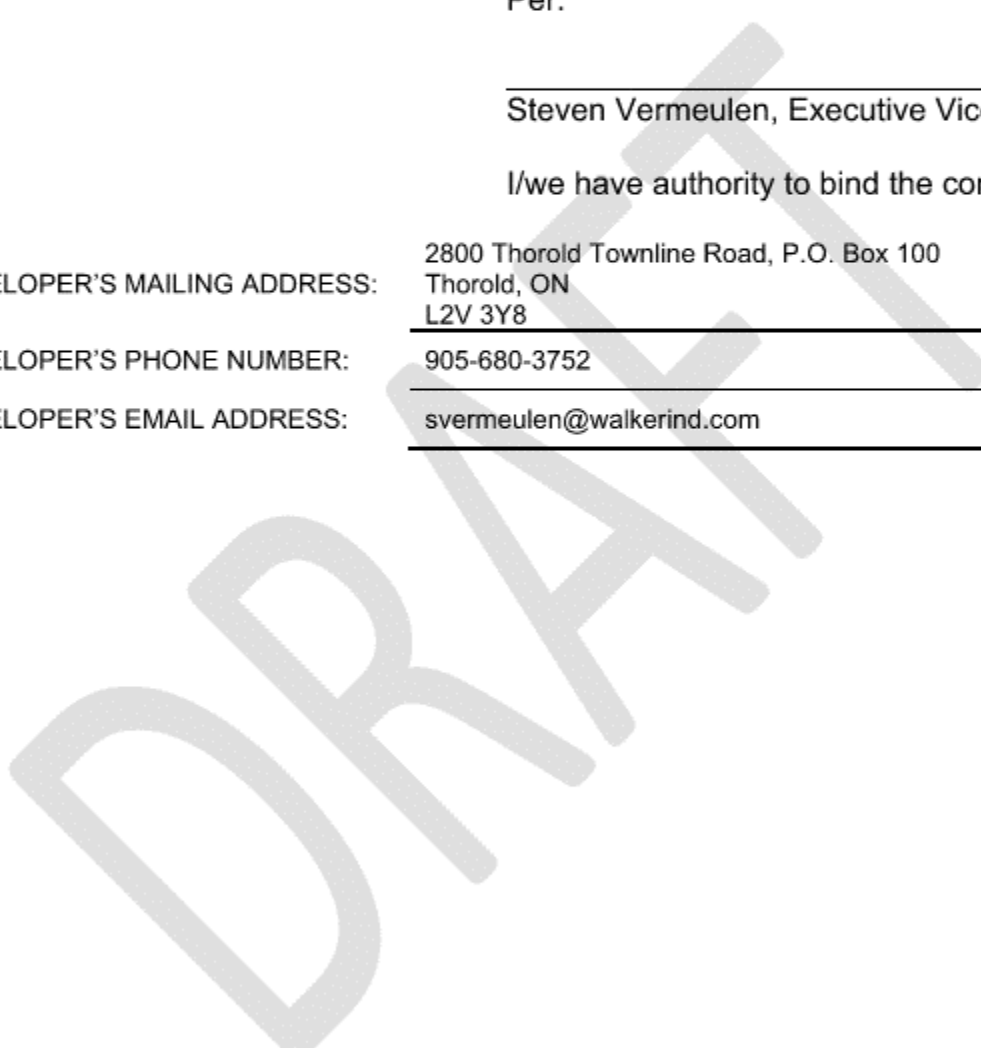 Per:
Steven Vermeulen, Executive Vic
I/we have authority to bind the cor
2800 Thorold Townline Road, P.O. Box 100
ELOPER'S MAILING ADDRESS: Thorold, ON
L2V 3Y8
ELOPER'S PHONE NUMBER: 905-680-3752
ELOPER'S EMAIL ADDRESS: svermeulen@walkerind.com
DRAFT